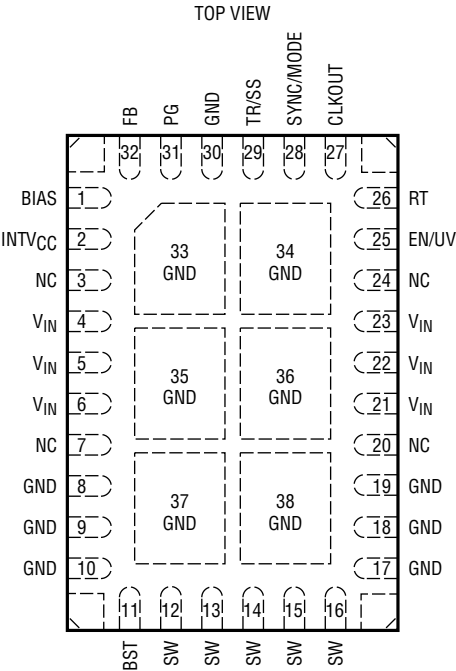 TOP VIEW
FB
PG
GND
TR/SS
SYNC/MODE
CLKOUT
32
31
30
29
28
27
BIAS 1
26 RT
INTVCC 2
25 EN/UV
NC 3
24 NC
VIN 4
23 VIN
VIN 5
22 VIN
VIN 6
21 VIN
NC 7
20 NC
GND 8
19 GND
GND 9
18 GND
GND 10
17 GND
33
GND
34
GND
35
GND
36
GND
37
GND
38
GND
11
12
13
14
15
16
BST
SW
SW
SW
SW
SW